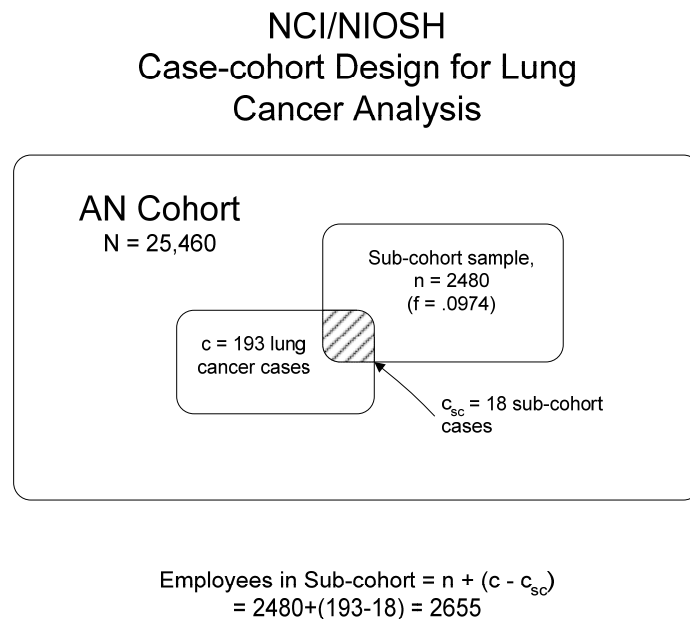 NCI/NIOSH
Case-cohort Design for Lung
Cancer Analysis
AN Cohort
N = 25,460
Sub-cohort sample,
n = 2480
(f = .0974)
c = 193 lung
cancer cases
c_sc = 18 sub-cohort
cases
Employees in Sub-cohort = n + (c - c_sc)
= 2480+(193-18) = 2655